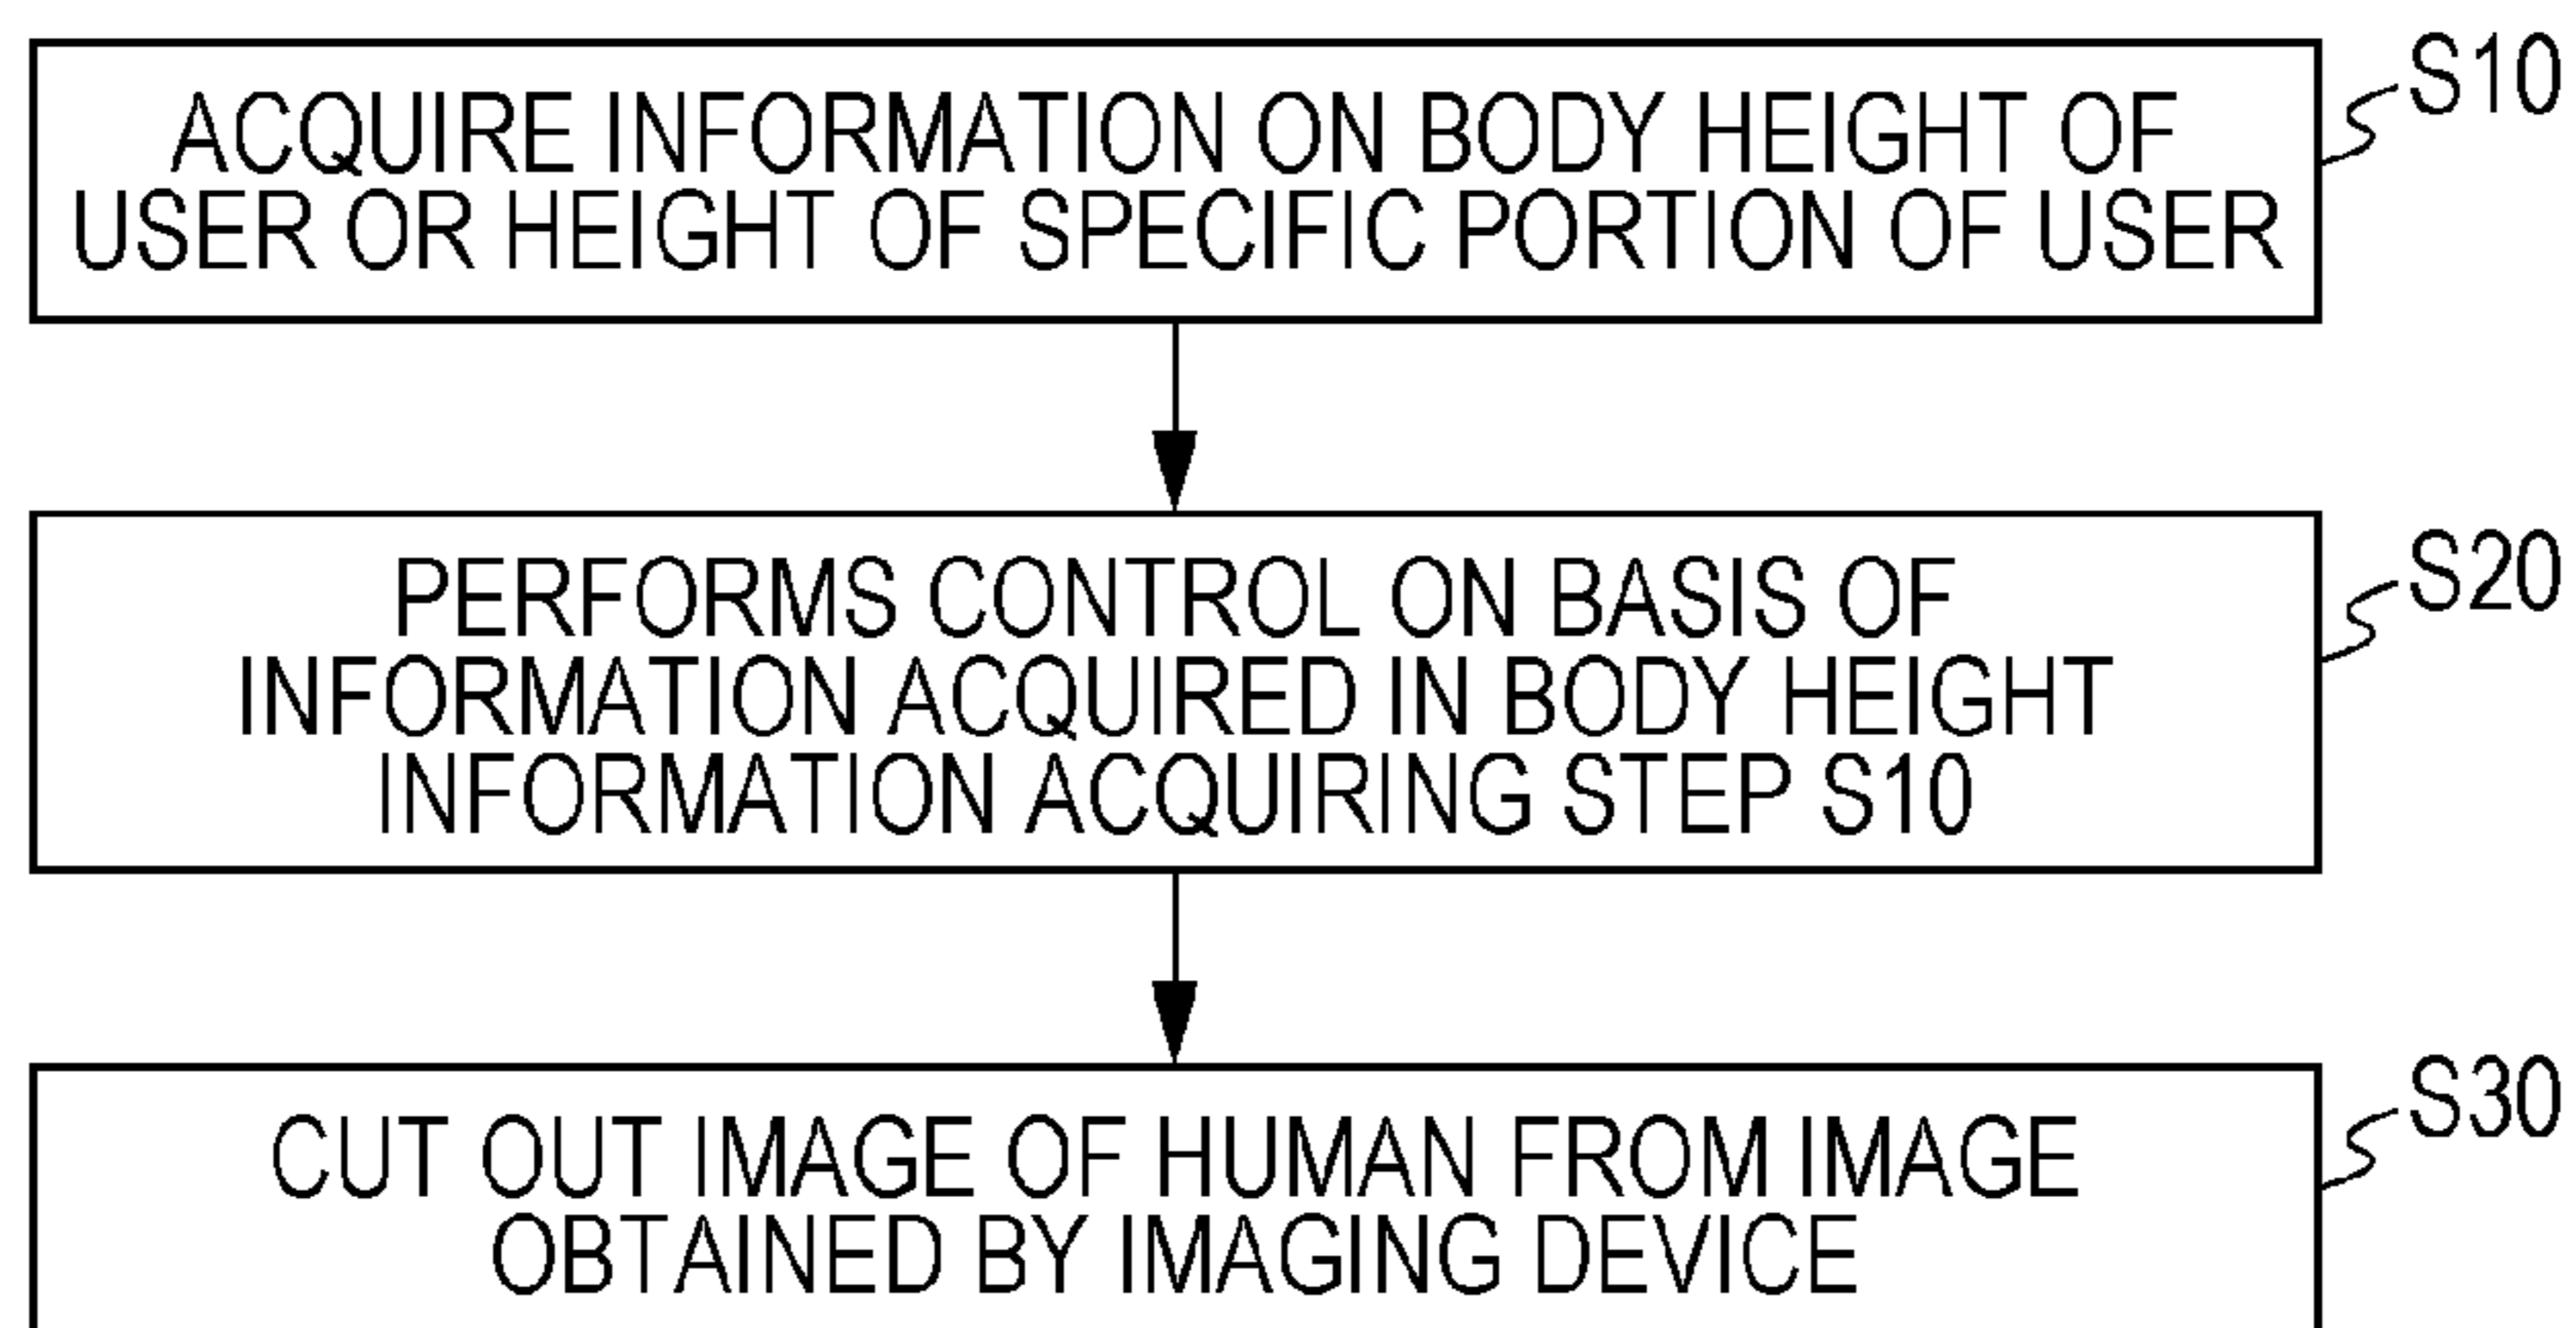 S10
ACQUIRE INFORMATION ON BODY HEIGHT OF
USER OR HEIGHT OF SPECIFIC PORTION OF USER
S20
PERFORMS CONTROL ON BASIS OF
INFORMATION ACQUIRED IN BODY HEIGHT
INFORMATION ACQUIRING STEP S10
S30
CUT OUT IMAGE OF HUMAN FROM IMAGE
OBTAINED BY IMAGING DEVICE